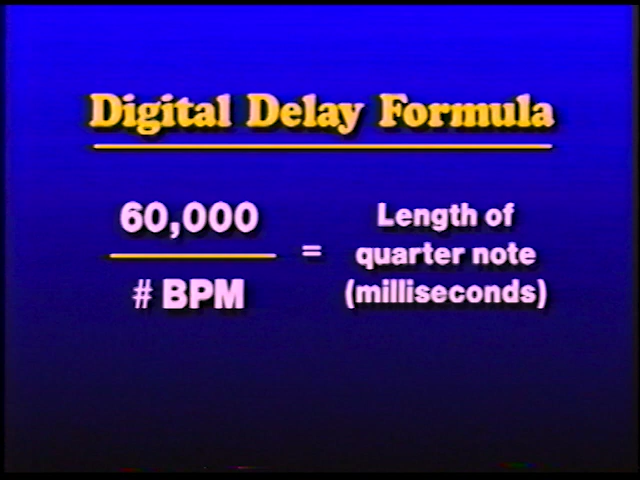 Digital Delay Formula
60,000
# BPM
=
Length of
quarter note
(milliseconds)